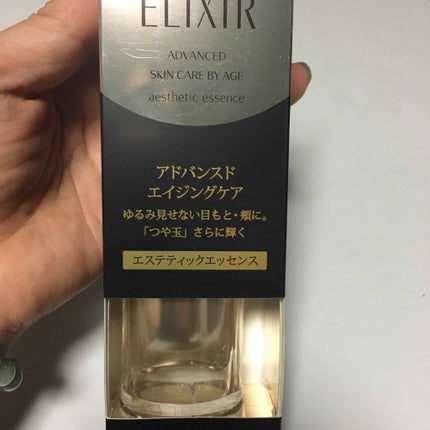 ELIXIR
ADVANCED
SKIN CARE BY AGE
aesthetic essence
アドバンスド
エイジングケア
ゆるみ見せない目もと・頬に。
「つや玉」さらに輝く
エステティックエッセンス